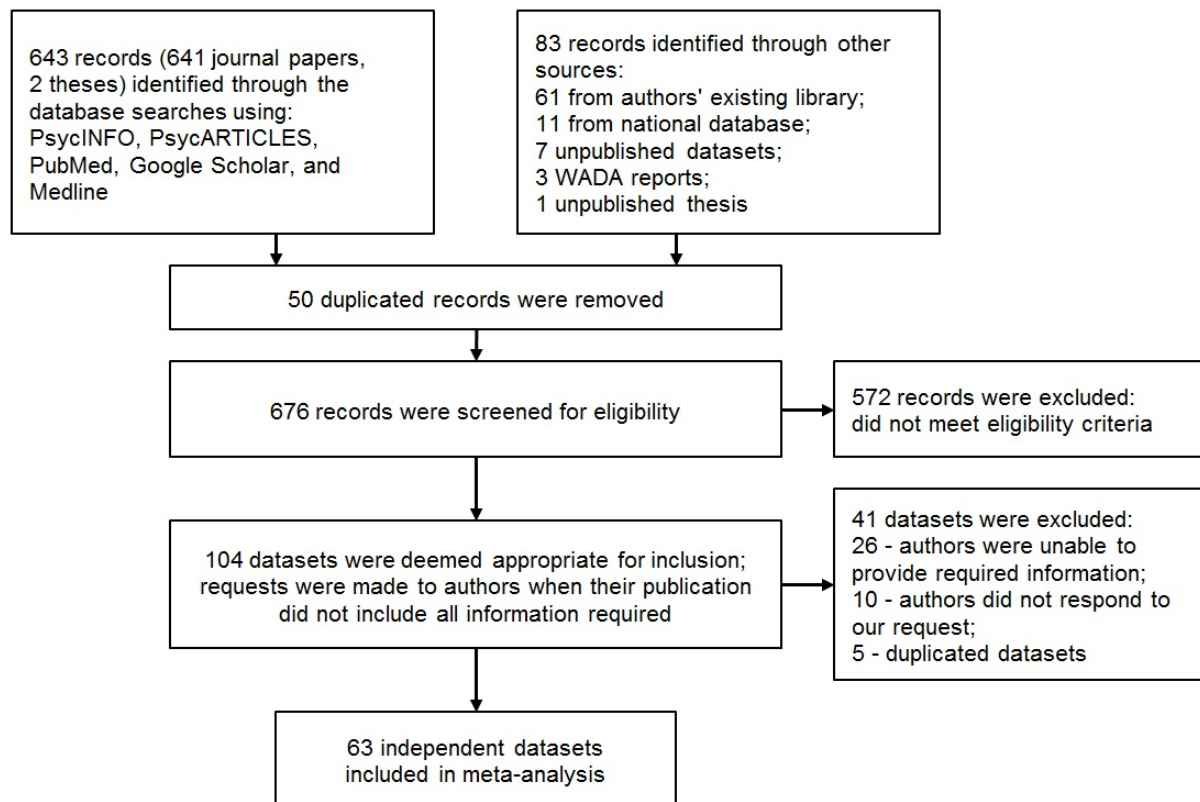 643 records (641 journal papers,
2 theses) identified through the
database searches using:
PsycINFO, PsycARTICLES,
PubMed, Google Scholar, and
Medline
83 records identified through other
sources:
61 from authors' existing library;
11 from national database;
7 unpublished datasets;
3 WADA reports;
1 unpublished thesis
50 duplicated records were removed
676 records were screened for eligibility
572 records were excluded:
did not meet eligibility criteria
104 datasets were deemed appropriate for inclusion;
requests were made to authors when their publication
did not include all information required
41 datasets were excluded:
26 - authors were unable to
provide required information;
10 - authors did not respond to
our request;
5 - duplicated datasets
63 independent datasets
included in meta-analysis